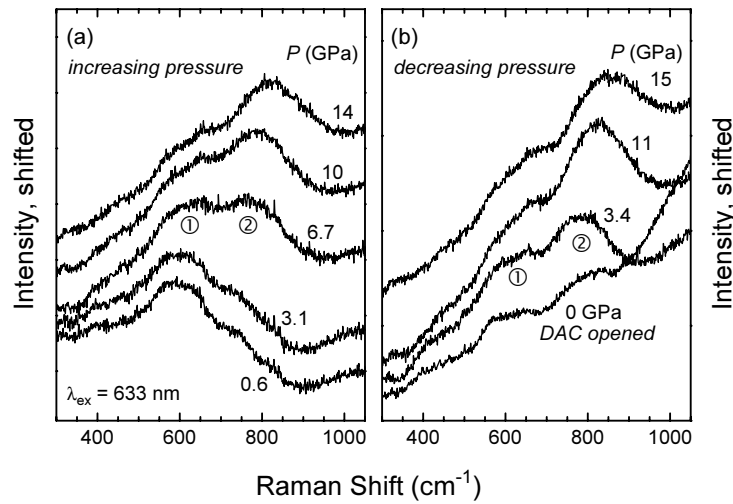 (a)
P (GPa)
increasing pressure
14
10
6.7
3.1
0.6
①
②
λex = 633 nm
(b)
P (GPa)
decreasing pressure
15
11
3.4
①
②
0 GPa
DAC opened
400 600 800 1000
400 600 800 1000
Intensity, shifted
Intensity, shifted
Raman Shift (cm-1)